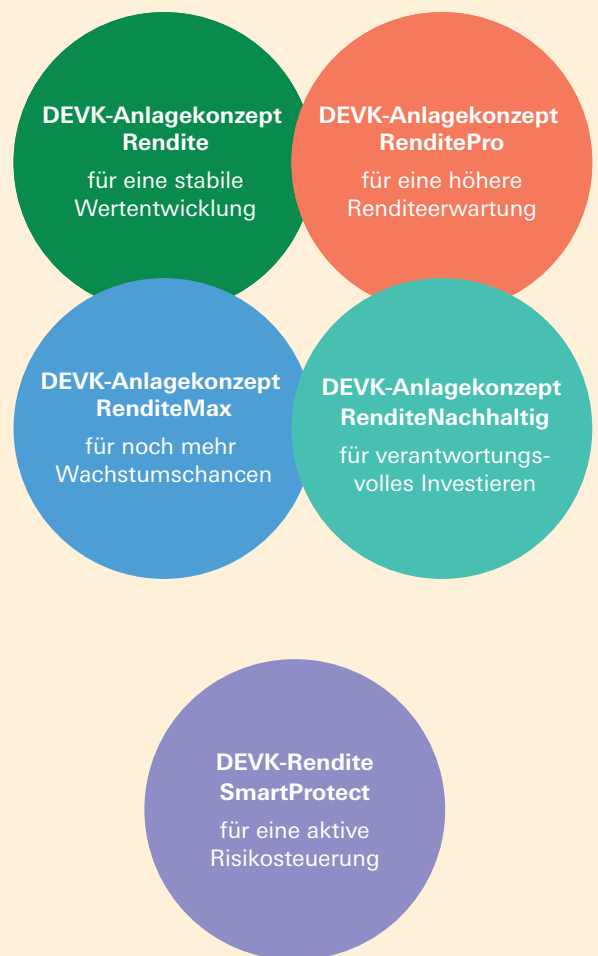 DEVK-Anlagekonzept
Rendite
für eine stabile
Wertentwicklung
DEVK-Anlagekonzept
RenditePro
für eine höhere
Renditeerwartung
DEVK-Anlagekonzept
RenditeMax
für noch mehr
Wachstumschancen
DEVK-Anlagekonzept
RenditeNachhaltig
für verantwortungs-
volles Investieren
DEVK-Rendite
SmartProtect
für eine aktive
Risikosteuerung